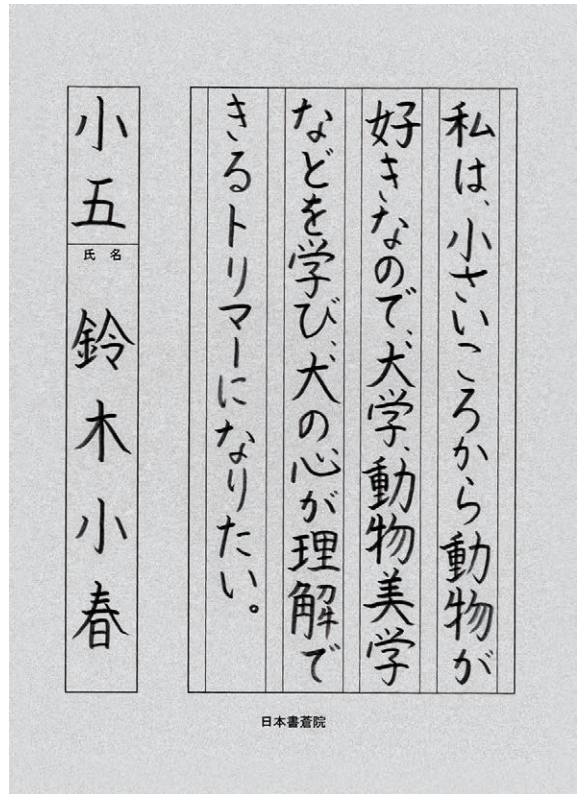 私は、小さいころから動物が
好きなので、犬学、動物美学
などを学び、犬の心が理解で
きるトリマーになりたい。
小五
氏名
鈴木小春
日本書蒼院